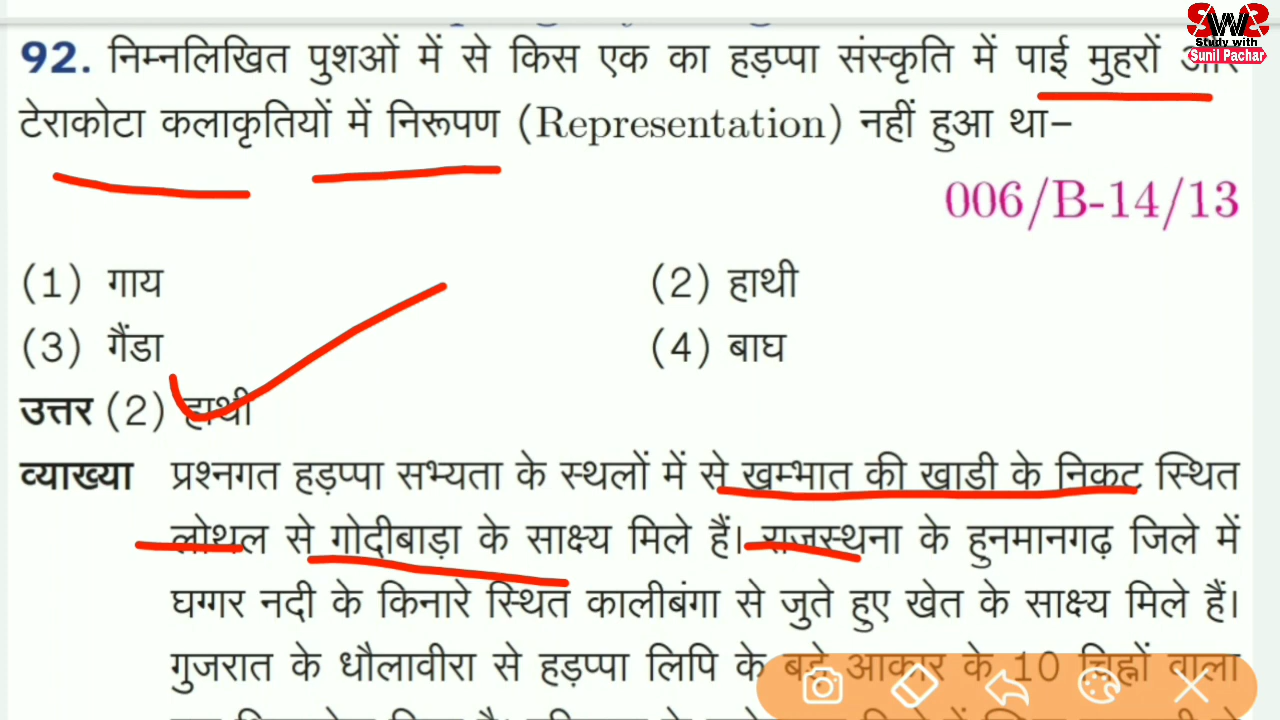 Study with
Sunil Pachar
92. निम्नलिखित पुशओं में से किस एक का हड़प्पा संस्कृति में पाई मुहरों और
टेराकोटा कलाकृतियों में निरूपण (Representation) नहीं हुआ था–
006/B-14/13
(1) गाय (2) हाथी
(3) गैंडा (4) बाघ
उत्तर (2) हाथी
व्याख्या प्रश्नगत हड़प्पा सभ्यता के स्थलों में से खम्भात की खाडी के निकट स्थित
लोथल से गोदीबाड़ा के साक्ष्य मिले हैं। राजस्थना के हुनमानगढ़ जिले में
घग्गर नदी के किनारे स्थित कालीबंगा से जुते हुए खेत के साक्ष्य मिले हैं।
गुजरात के धौलावीरा से हड़प्पा लिपि के बड़े आकार के 10 चिह्नों वाला